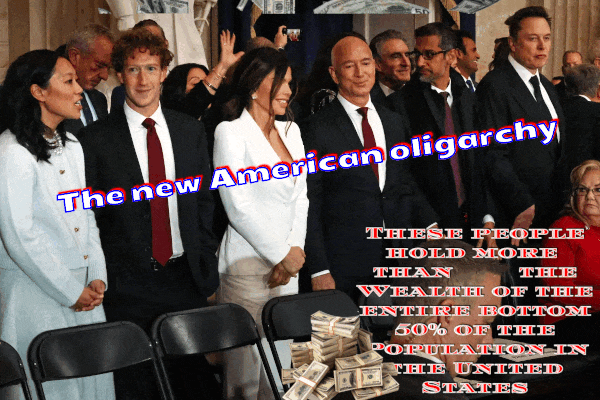 The new American oligarchy
These people
hold more
than the
Wealth of the
entire bottom
50% of the
Population in
the United
States